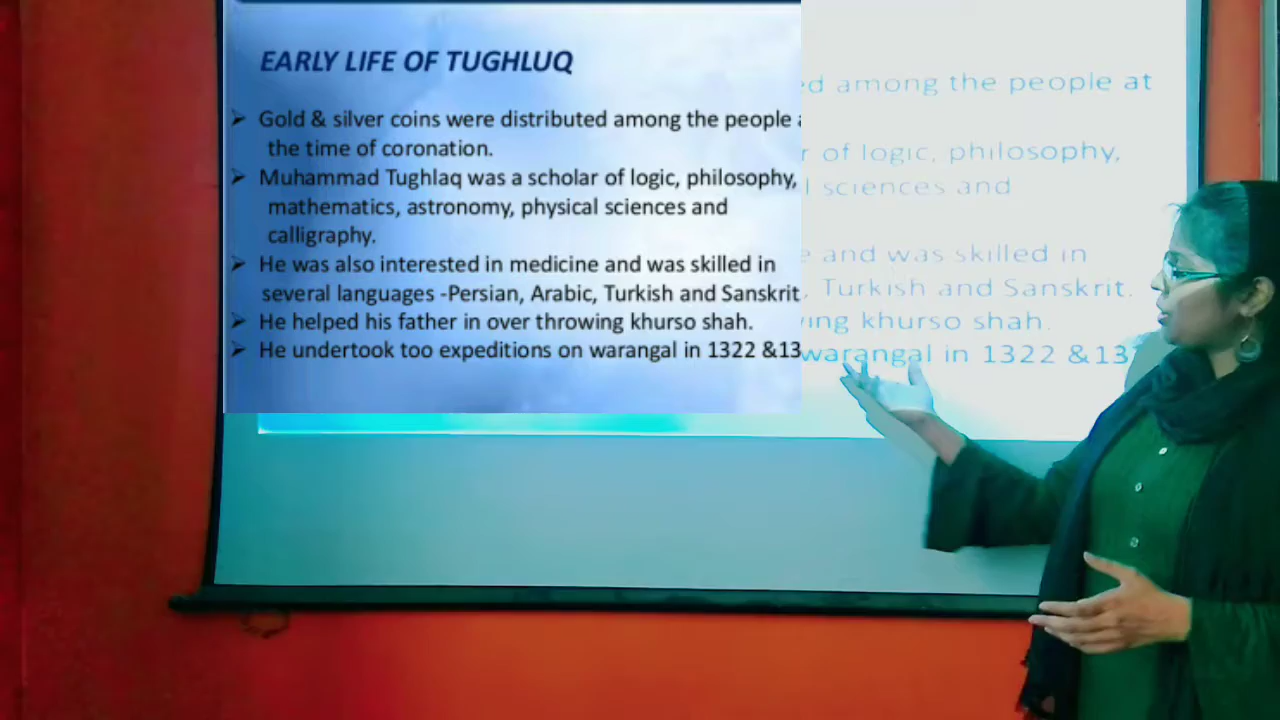 EARLY LIFE OF TUGHLUQ
➢ Gold & silver coins were distributed among the people
the time of coronation.
➢ Muhammad Tughlaq was a scholar of logic, philosophy,
mathematics, astronomy, physical sciences and
calligraphy.
➢ He was also interested in medicine and was skilled in
several languages -Persian, Arabic, Turkish and Sanskrit
➢ He helped his father in over throwing khurso shah.
➢ He undertook too expeditions on warangal in 1322 &13
among the people at
of logic, philosophy,
sciences and
and was skilled in
Turkish and Sanskrit.
khurso shah.
warangal in 1322 &13